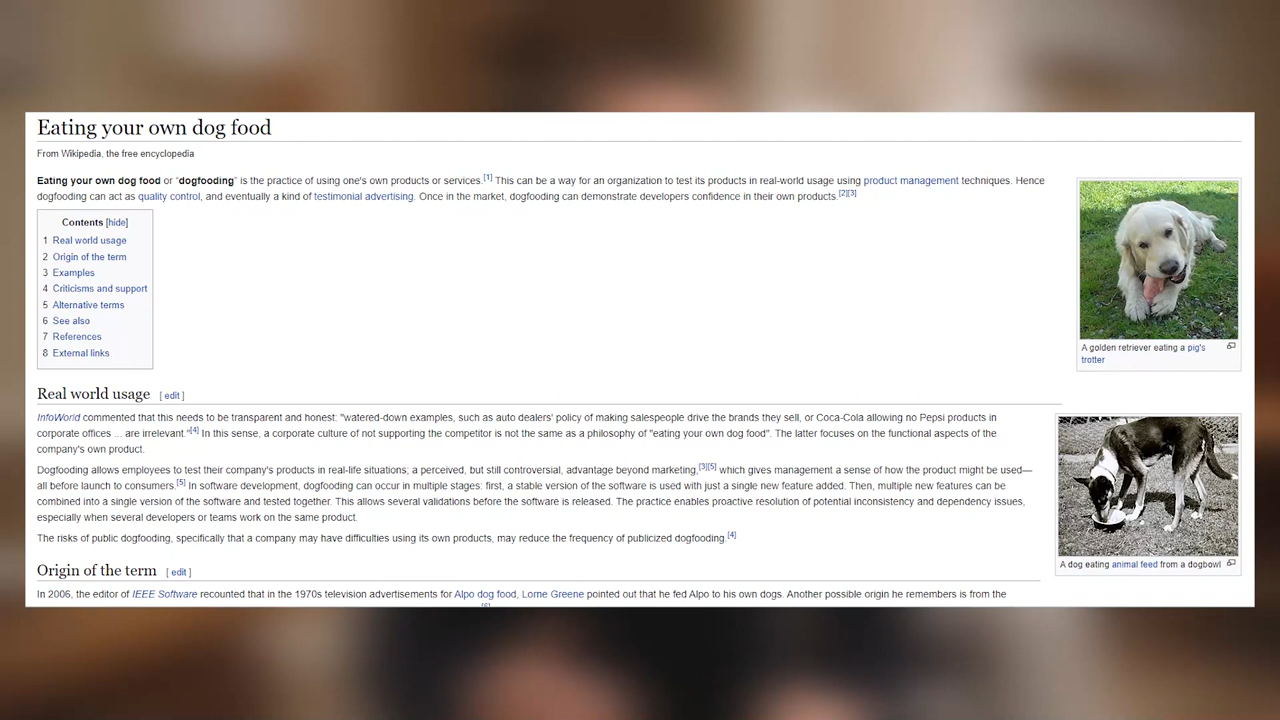 Eating your own dog food
From Wikipedia, the free encyclopedia
Eating your own dog food or "dogfooding" is the practice of using one's own products or services.[1] This can be a way for an organization to test its products in real-world usage using product management techniques. Hence
dogfooding can act as quality control, and eventually a kind of testimonial advertising. Once in the market, dogfooding can demonstrate developers confidence in their own products.[2][3]
Contents [hide]
1 Real world usage
2 Origin of the term
3 Examples
4 Criticisms and support
5 Alternative terms
6 See also
7 References
8 External links
A golden retriever eating a pig's
trotter
Real world usage [ edit ]
InfoWorld commented that this needs to be transparent and honest: "watered-down examples, such as auto dealers' policy of making salespeople drive the brands they sell, or Coca-Cola allowing no Pepsi products in
corporate offices ... are irrelevant."[4] In this sense, a corporate culture of not supporting the competitor is not the same as a philosophy of "eating your own dog food". The latter focuses on the functional aspects of the
company's own product.
Dogfooding allows employees to test their company's products in real-life situations; a perceived, but still controversial, advantage beyond marketing,[3][5] which gives management a sense of how the product might be used—
all before launch to consumers.[5] In software development, dogfooding can occur in multiple stages: first, a stable version of the software is used with just a single new feature added. Then, multiple new features can be
combined into a single version of the software and tested together. This allows several validations before the software is released. The practice enables proactive resolution of potential inconsistency and dependency issues,
especially when several developers or teams work on the same product.
The risks of public dogfooding, specifically that a company may have difficulties using its own products, may reduce the frequency of publicized dogfooding.[4]
A dog eating animal feed from a dogbowl
Origin of the term [ edit ]
In 2006, the editor of IEEE Software recounted that in the 1970s television advertisements for Alpo dog food, Lorne Greene pointed out that he fed Alpo to his own dogs. Another possible origin he remembers is from the
[6]